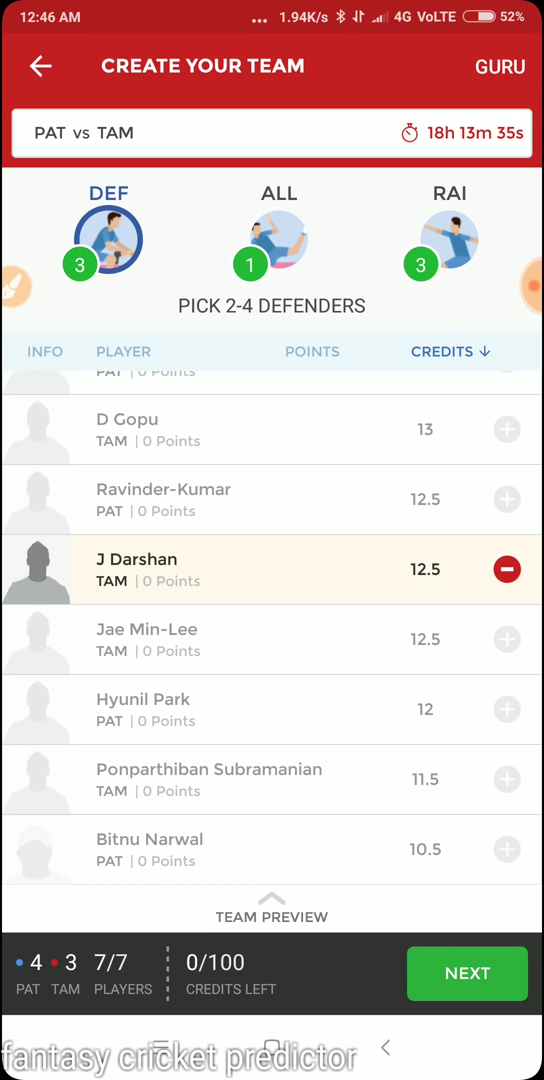 12:46 AM ... 1.94K/s 4G VoLTE 52%
CREATE YOUR TEAM GURU
PAT vs TAM 18h 13m 35s
DEF ALL RAI
3 1 3
PICK 2-4 DEFENDERS
INFO PLAYER POINTS CREDITS ↓
PAT | 0 Points
D Gopu
TAM | 0 Points 13
Ravinder-Kumar
PAT | 0 Points 12.5
J Darshan
TAM | 0 Points 12.5
Jae Min-Lee
TAM | 0 Points 12.5
Hyunil Park
PAT | 0 Points 12
Ponparthiban Subramanian
TAM | 0 Points 11.5
Bitnu Narwal
PAT | 0 Points 10.5
TEAM PREVIEW
4 3 7/7 0/100 NEXT
PAT TAM PLAYERS CREDITS LEFT
fantasy cricket predictor